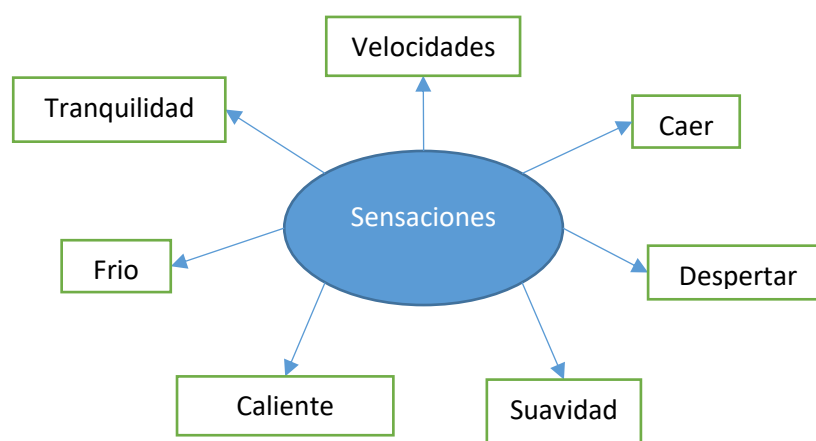 Velocidades
Tranquilidad
Caer
Sensaciones
Frio
Despertar
Caliente
Suavidad